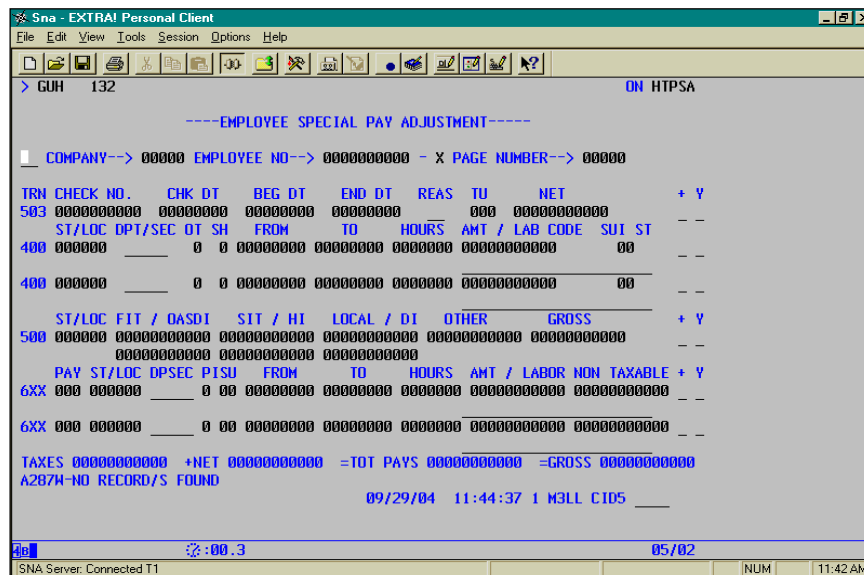 Sna - EXTRA! Personal Client
File Edit View Tools Session Options Help
> GUH 132 ON HTPSA
----EMPLOYEE SPECIAL PAY ADJUSTMENT-----
__ COMPANY--> 00000 EMPLOYEE NO--> 0000000000 - X PAGE NUMBER--> 00000
TRN CHECK NO. CHK DT BEG DT END DT REAS TU NET + Y
503 0000000000 00000000 00000000 00000000 __ 000 00000000000 _ _
ST/LOC DPT/SEC OT SH FROM TO HOURS AMT / LAB CODE SUI ST
400 000000 _____ 0 0 00000000 00000000 0000000 00000000000 00 _ _
400 000000 _____ 0 0 00000000 00000000 0000000 00000000000 00 _ _
ST/LOC FIT / OASDI SIT / HI LOCAL / DI OTHER GROSS + Y
500 000000 00000000000 00000000000 00000000000 00000000000 00000000000 _ _
00000000000 00000000000 00000000000
PAY ST/LOC DPSEC PISU FROM TO HOURS AMT / LABOR NON TAXABLE + Y
6XX 000 000000 _____ 0 00 00000000 00000000 0000000 00000000000 00000000000 _ _
6XX 000 000000 _____ 0 00 00000000 00000000 0000000 00000000000 00000000000 _ _
TAXES 00000000000 +NET 00000000000 =TOT PAYS 00000000000 =GROSS 00000000000
A287W-NO RECORD/S FOUND
09/29/04 11:44:37 1 M3LL CID5 ____
4B :00.3 05/02
SNA Server: Connected T1 NUM 11:42 AM